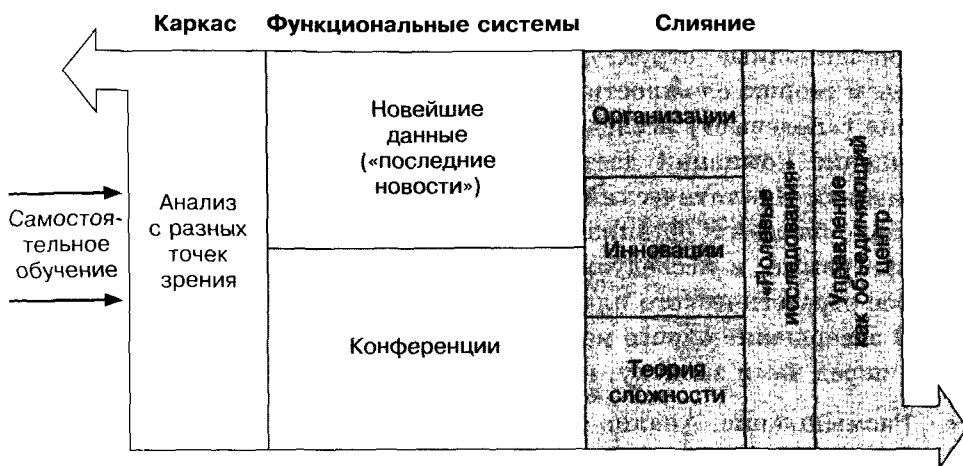 Каркас Функциональные системы Слияние
Самостоя-
тельное
обучение
Анализ
с разных
точек
зрения
Новейшие
данные
(«последние
новости»)
Конференции
Организации
Инновации
Теория
сложности
«Полевые
исследования»
Управление
как объединяющий
центр